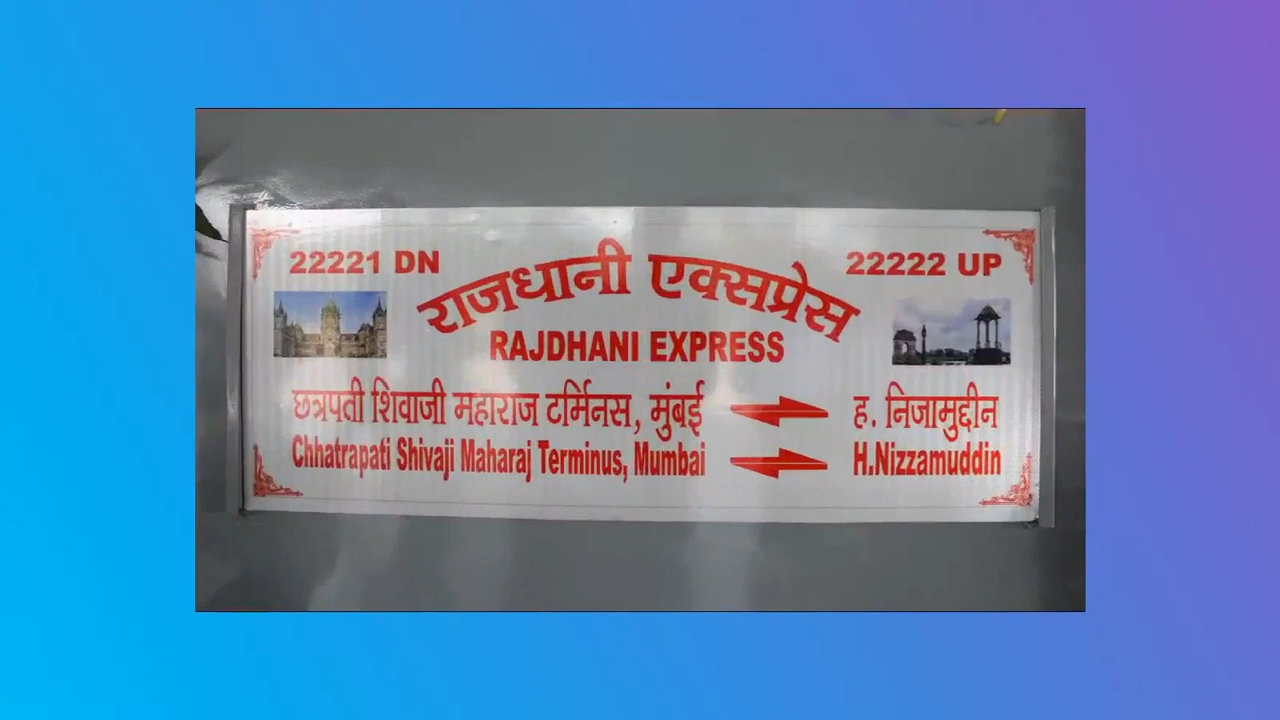 22221 DN
22222 UP
राजधानी एक्सप्रेस
RAJDHANI EXPRESS
छत्रपती शिवाजी महाराज टर्मिनस, मुंबई
ह. निजामुद्दीन
Chhatrapati Shivaji Maharaj Terminus, Mumbai
H.Nizzamuddin